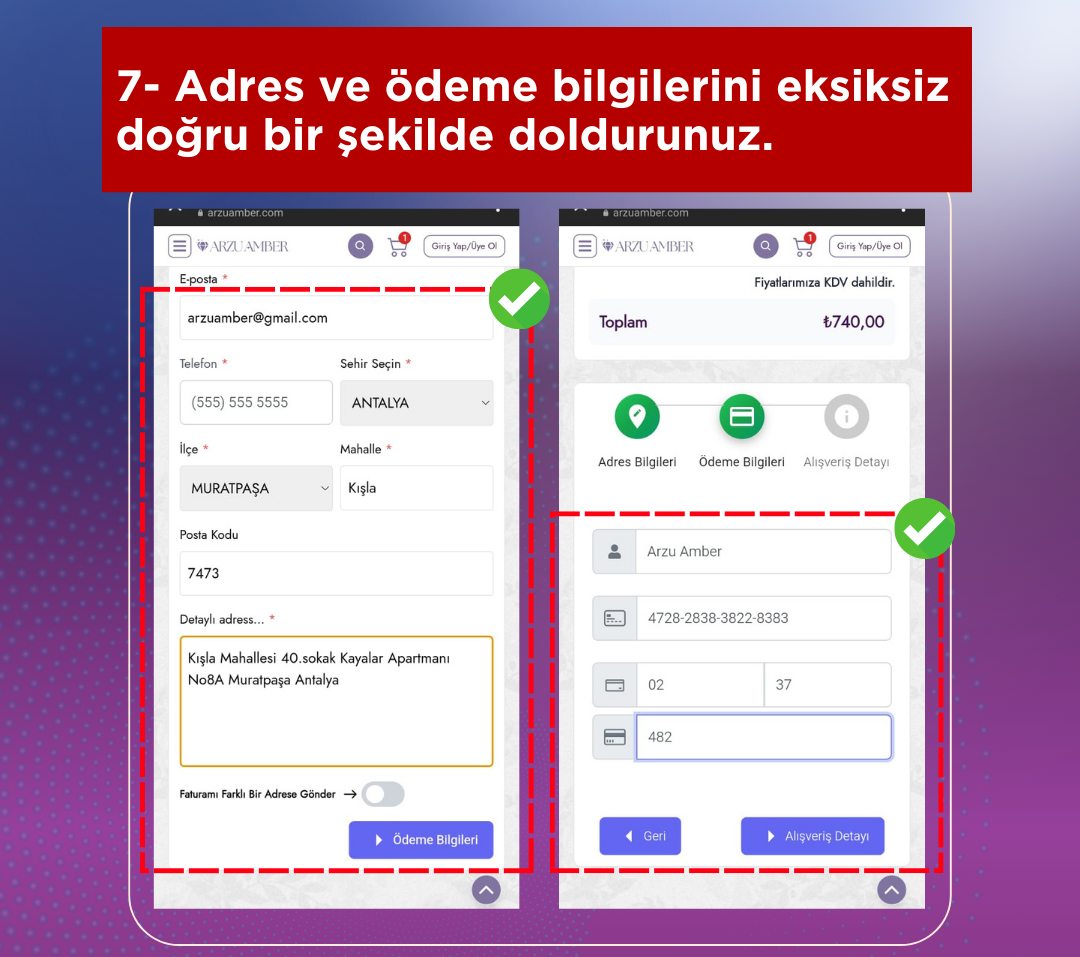 7- Adres ve ödeme bilgilerini eksiksiz
doğru bir şekilde doldurunuz.
arzuamber.com
ARZU AMBER
1
Giriş Yap/Üye Ol
E-posta *
arzuamber@gmail.com
Telefon *
Sehir Seçin *
(555) 555 5555
ANTALYA
İlçe *
Mahalle *
MURATPAŞA
Kışla
Posta Kodu
7473
Detaylı adress... *
Kışla Mahallesi 40.sokak Kayalar Apartmanı
No8A Muratpaşa Antalya
Faturamı Farklı Bir Adrese Gönder →
Ödeme Bilgileri
arzuamber.com
ARZU AMBER
1
Giriş Yap/Üye Ol
Fiyatlarımıza KDV dahildir.
Toplam ₺740,00
Adres Bilgileri Ödeme Bilgileri Alışveriş Detayı
Arzu Amber
4728-2838-3822-8383
02 37
482
Geri
Alışveriş Detayı